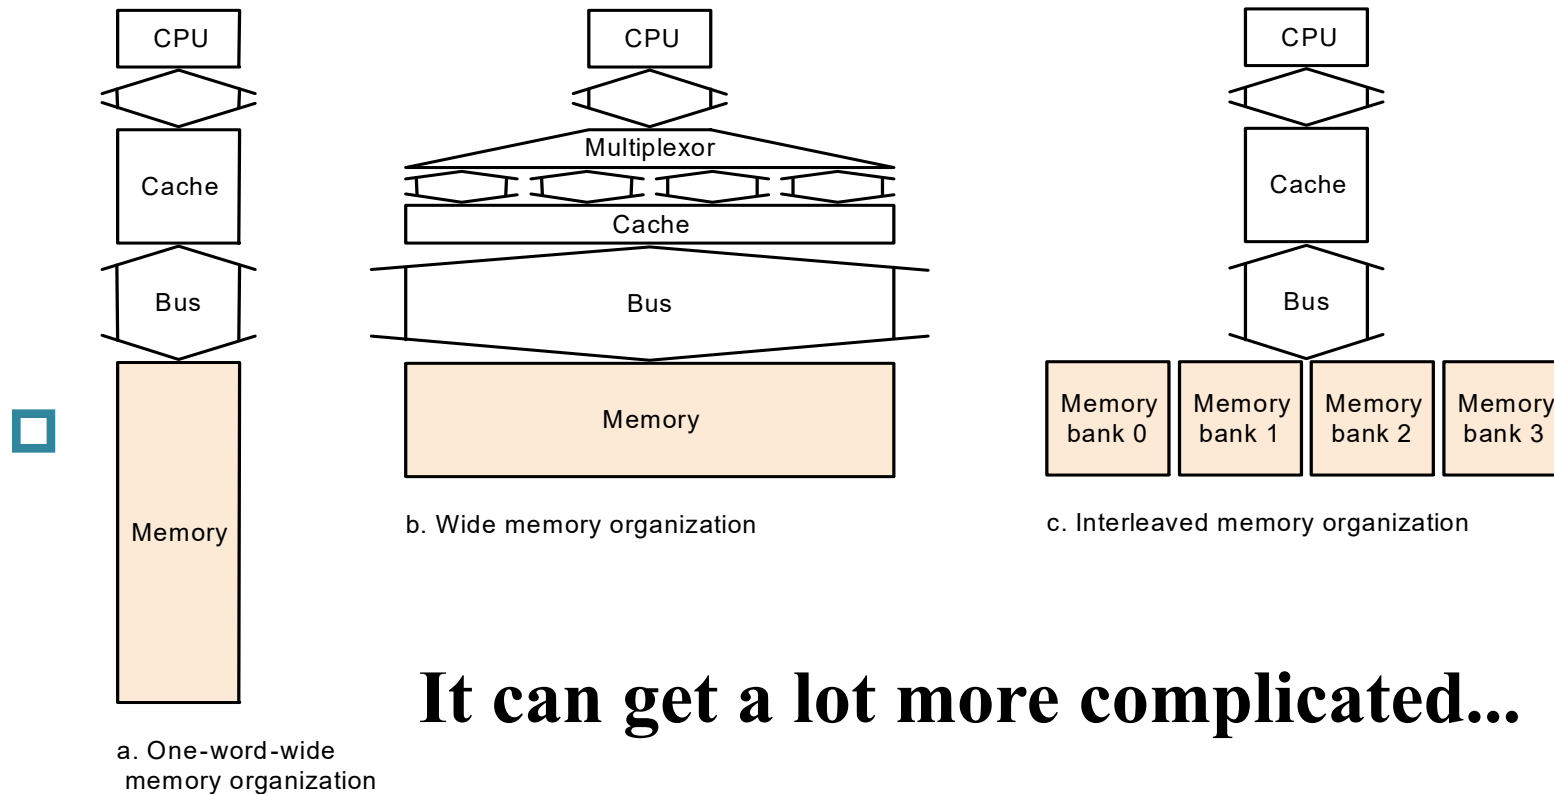 CPU
Cache
Bus
Memory
a. One-word-wide
memory organization
CPU
Multiplexor
Cache
Bus
Memory
b. Wide memory organization
CPU
Cache
Bus
Memory
bank 0
Memory
bank 1
Memory
bank 2
Memory
bank 3
c. Interleaved memory organization
It can get a lot more complicated...